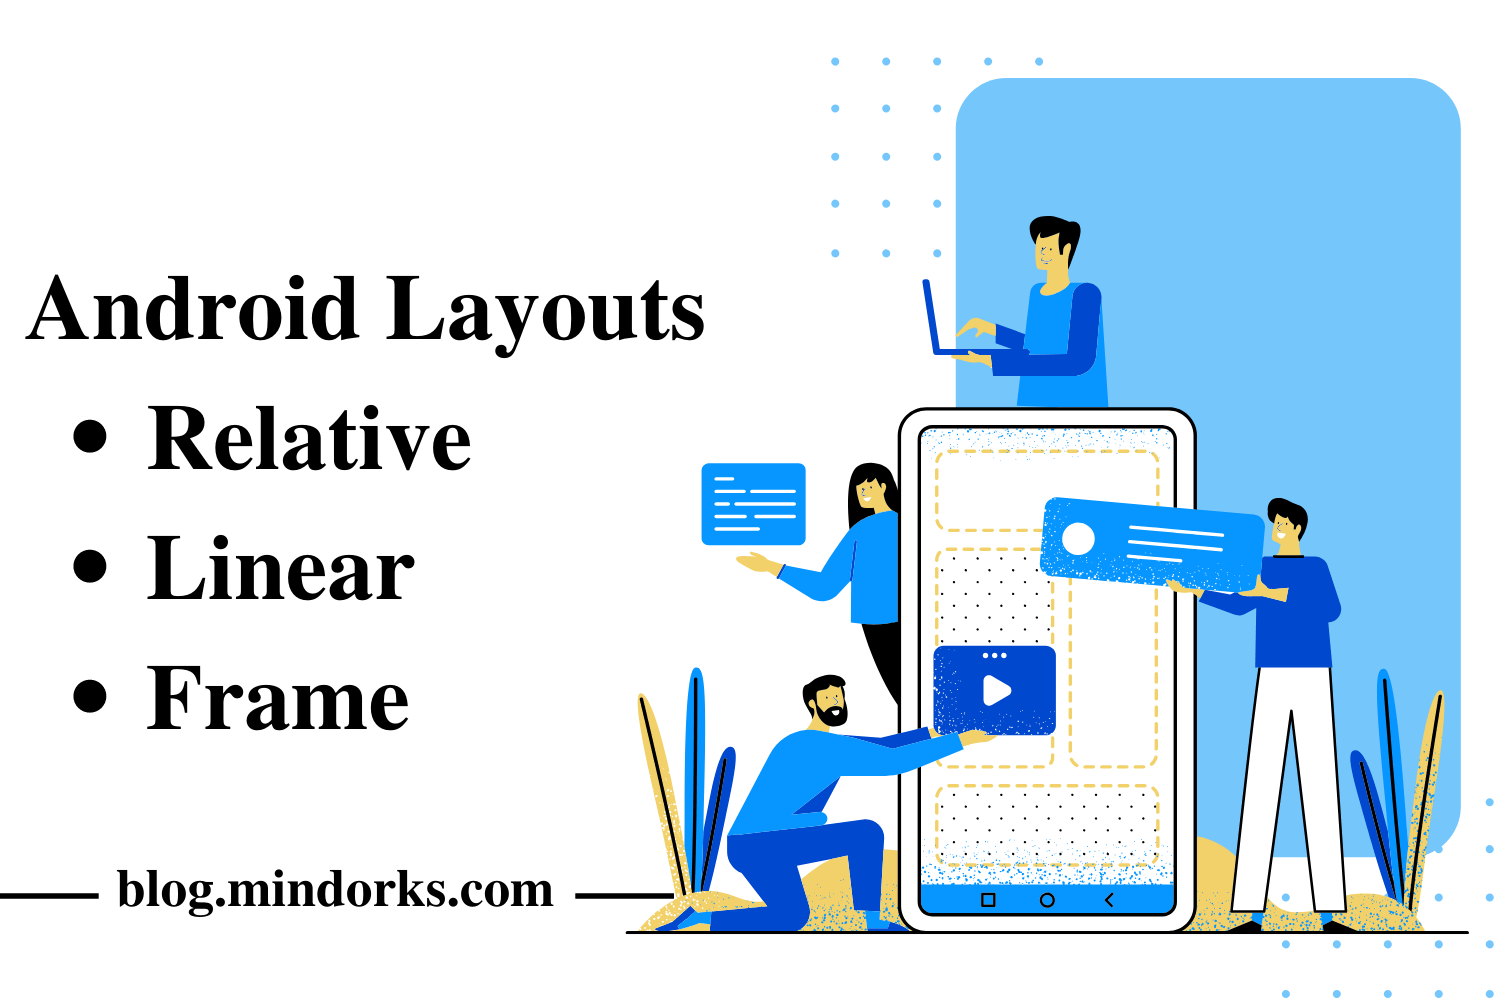 Android Layouts
• Relative
• Linear
• Frame
blog.mindorks.com